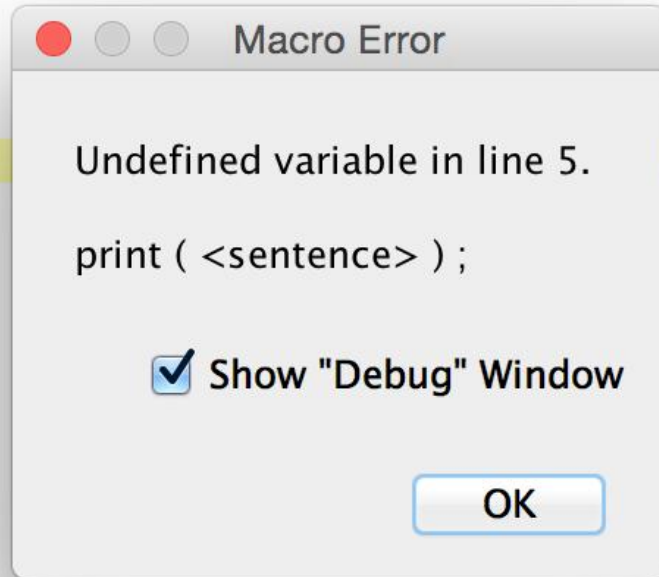 Macro Error
Undefined variable in line 5.
print ( <sentence> ) ;
Show "Debug" Window
OK